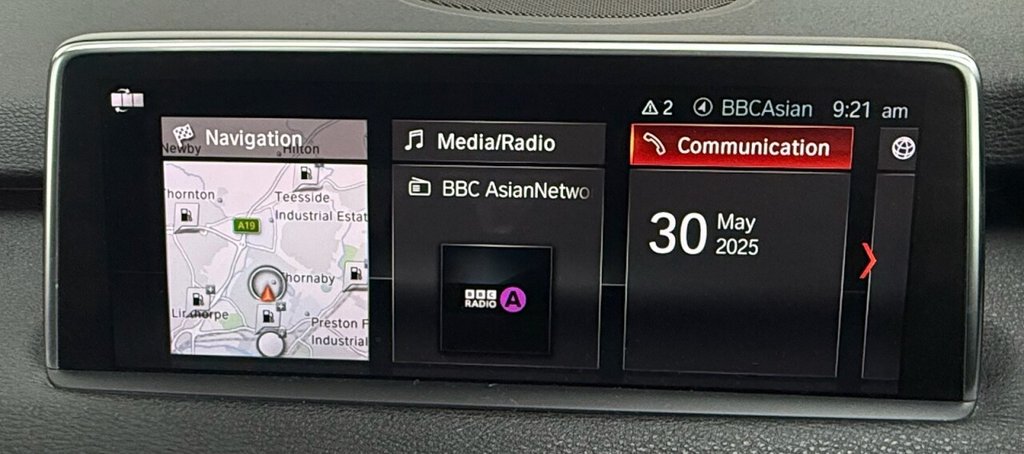 2 BBCAsian 9:21 am
Navigation
Newby
Hilton
Thornton
Teesside
Industrial Estat
A19
Thornaby
Linthorpe
Preston F
Industrial
Media/Radio
BBC AsianNetwo
BBC
RADIO A
Communication
30 May
2025